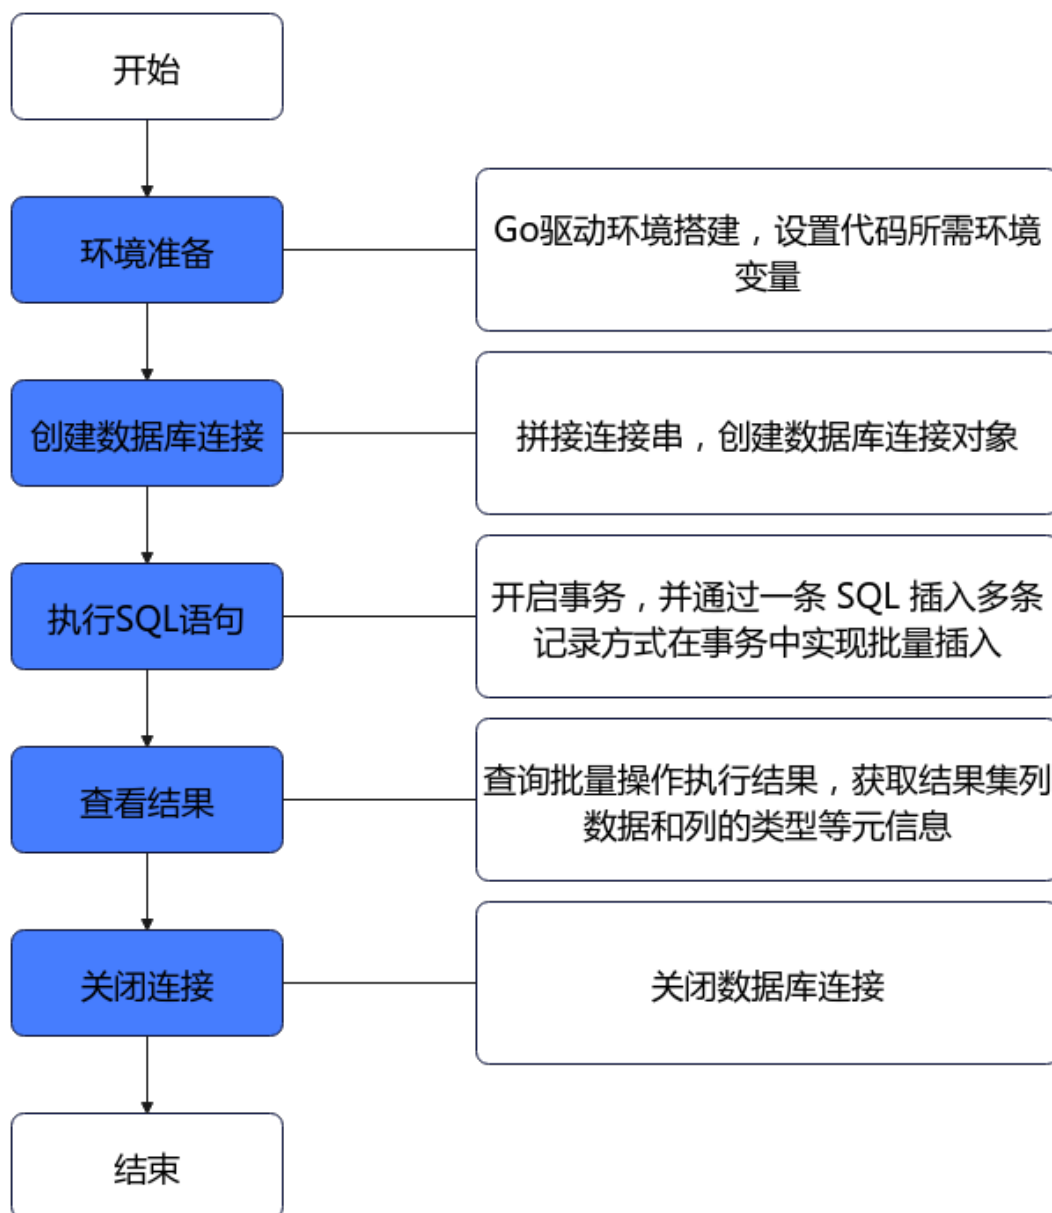 开始
环境准备
Go驱动环境搭建，设置代码所需环境
变量
创建数据库连接
拼接连接串，创建数据库连接对象
执行SQL语句
开启事务，并通过一条 SQL 插入多条
记录方式在事务中实现批量插入
查看结果
查询批量操作执行结果，获取结果集列
数据和列的类型等元信息
关闭连接
关闭数据库连接
结束